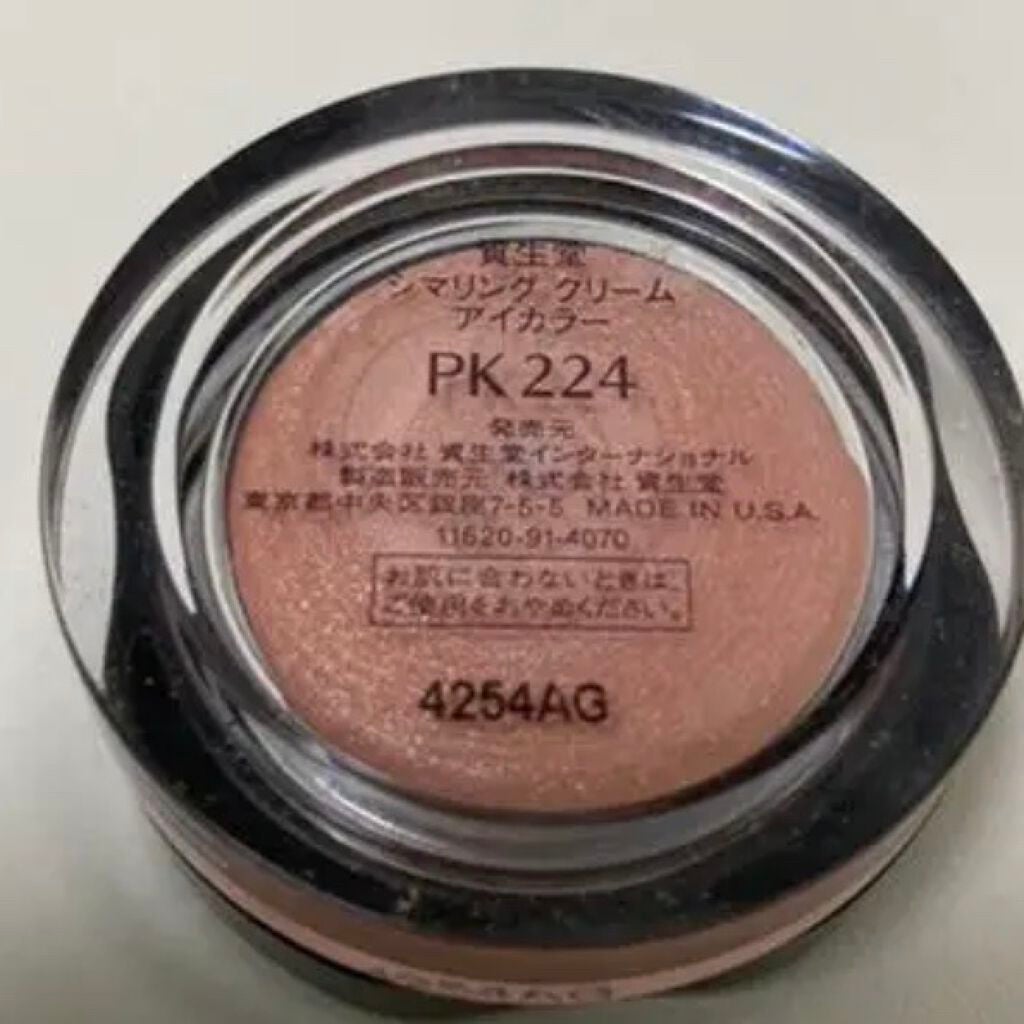 資生堂
シマリング クリーム
アイカラー
PK 224
発売元
株式会社 資生堂インターナショナル
製造販売元 株式会社 資生堂
東京都中央区銀座7-5-5 MADE IN U.S.A.
11620-91-4070
お肌に合わないときは、
ご使用をおやめください。
4254AG